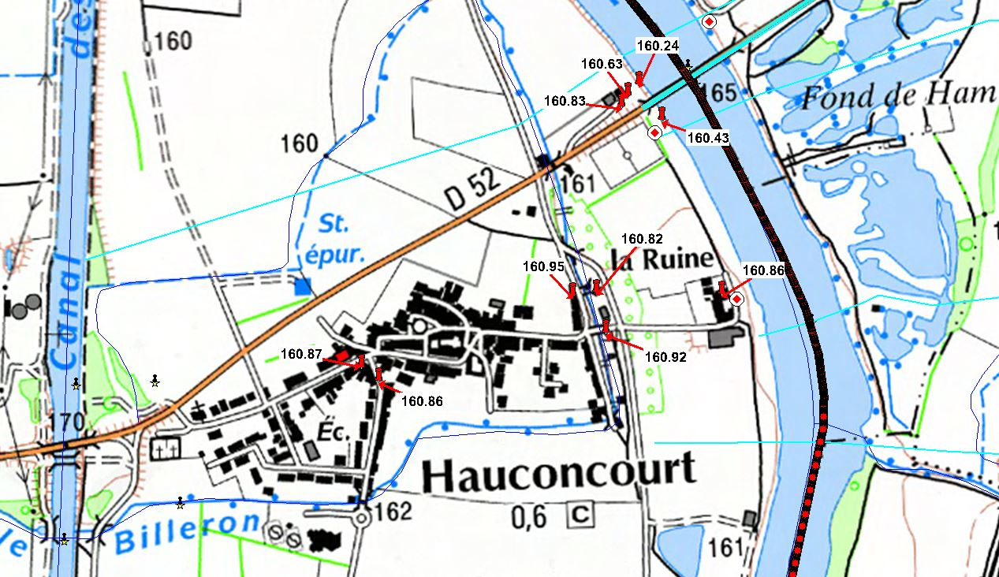 de
160
160.24
160.63
160.83
165
Fond de Ham
160.43
160
D 52
161
St.
épur.
160.82
la Ruine
160.95
160.86
Canal
160.87
160.92
160.86
170
Éc.
Hauconcourt
0,6 C
162
le
Billeron
161